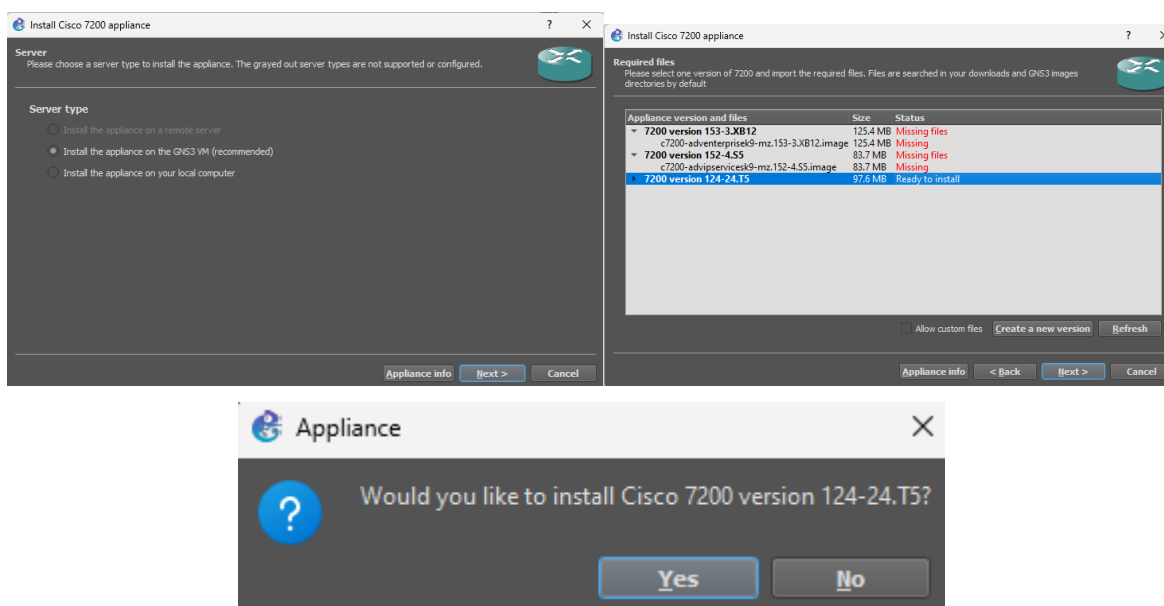 Install Cisco 7200 appliance
Server
Please choose a server type to install the appliance. The grayed out server types are not supported or configured.
Server type
Install the appliance on a remote server
Install the appliance on the GNS3 VM (recommended)
Install the appliance on your local computer
Appliance info Next > Cancel
Install Cisco 7200 appliance
Required files
Please select one version of 7200 and import the required files. Files are searched in your downloads and GNS3 images
directories by default
Appliance version and files Size Status
7200 version 153-3.XB12 125.4 MB Missing files
c7200-adventerprisek9-mz.153-3.XB12.image 125.4 MB Missing
7200 version 152-4.S5 83.7 MB Missing files
c7200-advipservicesk9-mz.152-4.S5.image 83.7 MB Missing
7200 version 124-24.T5 97.6 MB Ready to install
Allow custom files Create a new version Refresh
Appliance info < Back Next > Cancel
Appliance
Would you like to install Cisco 7200 version 124-24.T5?
Yes No